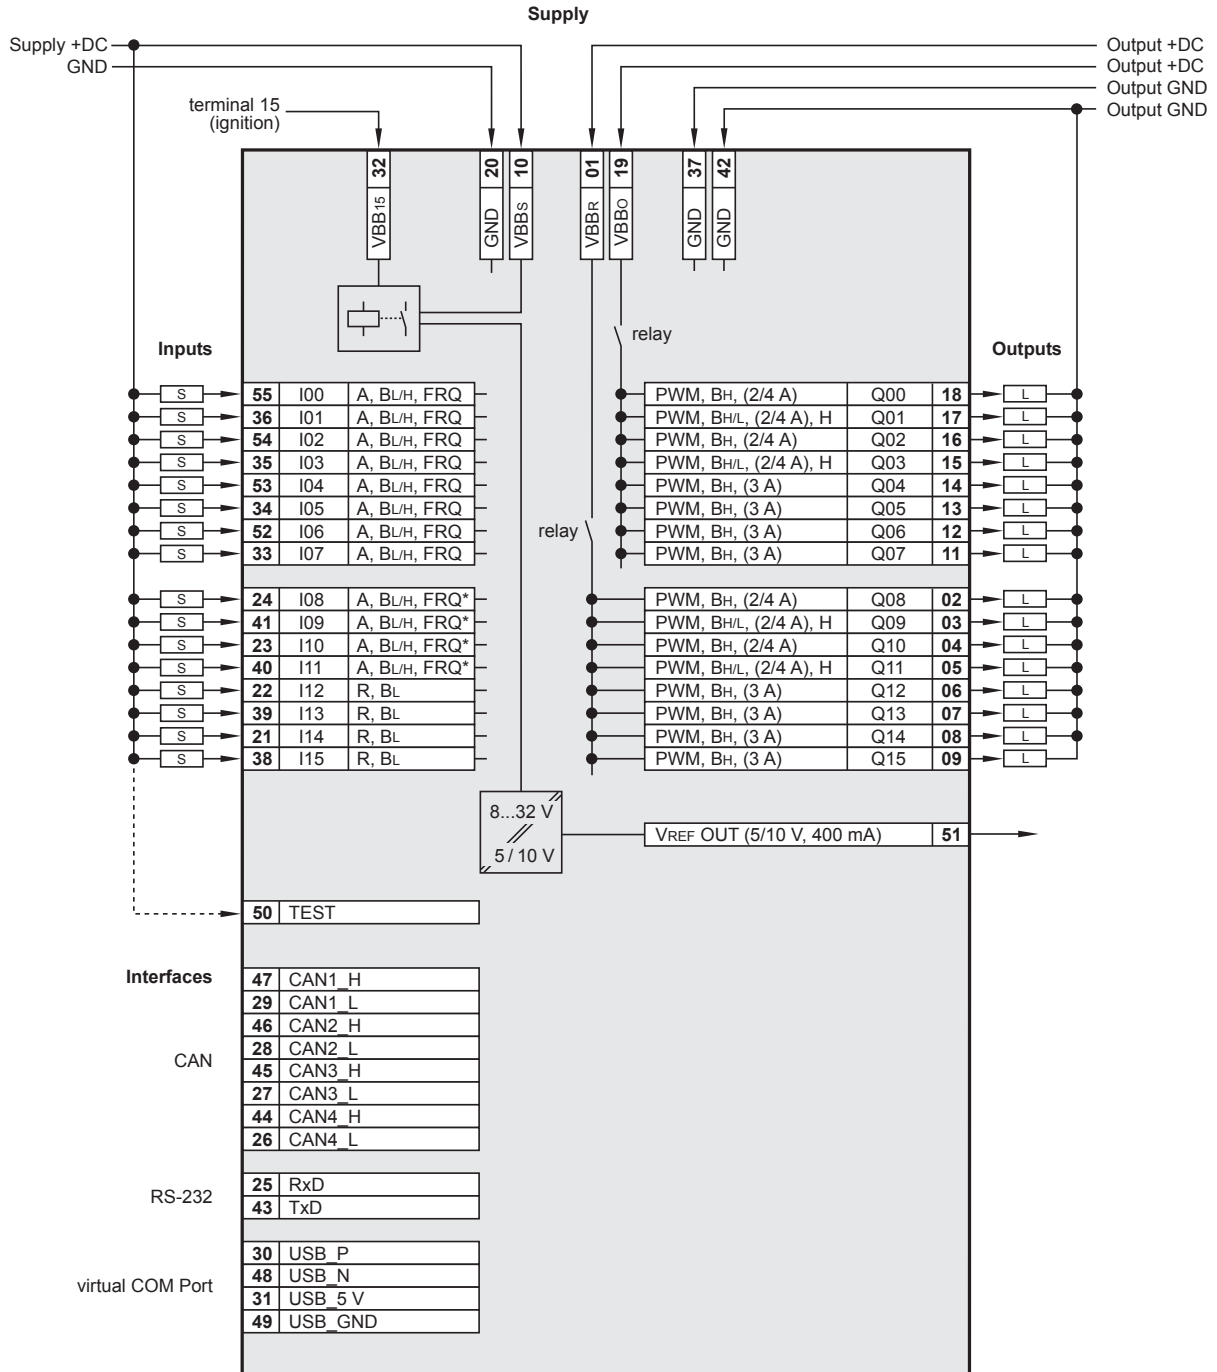 Supply
Supply +DC
Output +DC
GND
Output +DC
Output GND
terminal 15
(ignition)
Output GND
32 VBB15
20 GND
10 VBBS
01 VBBR
19 VBBO
37 GND
42 GND
relay
Inputs
Outputs
S 55 I00 A, BL/H, FRQ PWM, BH, (2/4 A) Q00 18 L
S 36 I01 A, BL/H, FRQ PWM, BH/L, (2/4 A), H Q01 17 L
S 54 I02 A, BL/H, FRQ PWM, BH, (2/4 A) Q02 16 L
S 35 I03 A, BL/H, FRQ PWM, BH/L, (2/4 A), H Q03 15 L
S 53 I04 A, BL/H, FRQ PWM, BH, (3 A) Q04 14 L
S 34 I05 A, BL/H, FRQ PWM, BH, (3 A) Q05 13 L
S 52 I06 A, BL/H, FRQ relay PWM, BH, (3 A) Q06 12 L
S 33 I07 A, BL/H, FRQ PWM, BH, (3 A) Q07 11 L
S 24 I08 A, BL/H, FRQ* PWM, BH, (2/4 A) Q08 02 L
S 41 I09 A, BL/H, FRQ* PWM, BH/L, (2/4 A), H Q09 03 L
S 23 I10 A, BL/H, FRQ* PWM, BH, (2/4 A) Q10 04 L
S 40 I11 A, BL/H, FRQ* PWM, BH/L, (2/4 A), H Q11 05 L
S 22 I12 R, BL PWM, BH, (3 A) Q12 06 L
S 39 I13 R, BL PWM, BH, (3 A) Q13 07 L
S 21 I14 R, BL PWM, BH, (3 A) Q14 08 L
S 38 I15 R, BL PWM, BH, (3 A) Q15 09 L
8...32 V
5 / 10 V
VREF OUT (5/10 V, 400 mA) 51
50 TEST
Interfaces
47 CAN1_H
29 CAN1_L
46 CAN2_H
28 CAN2_L
CAN
45 CAN3_H
27 CAN3_L
44 CAN4_H
26 CAN4_L
RS-232
25 RxD
43 TxD
virtual COM Port
30 USB_P
48 USB_N
31 USB_5 V
49 USB_GND